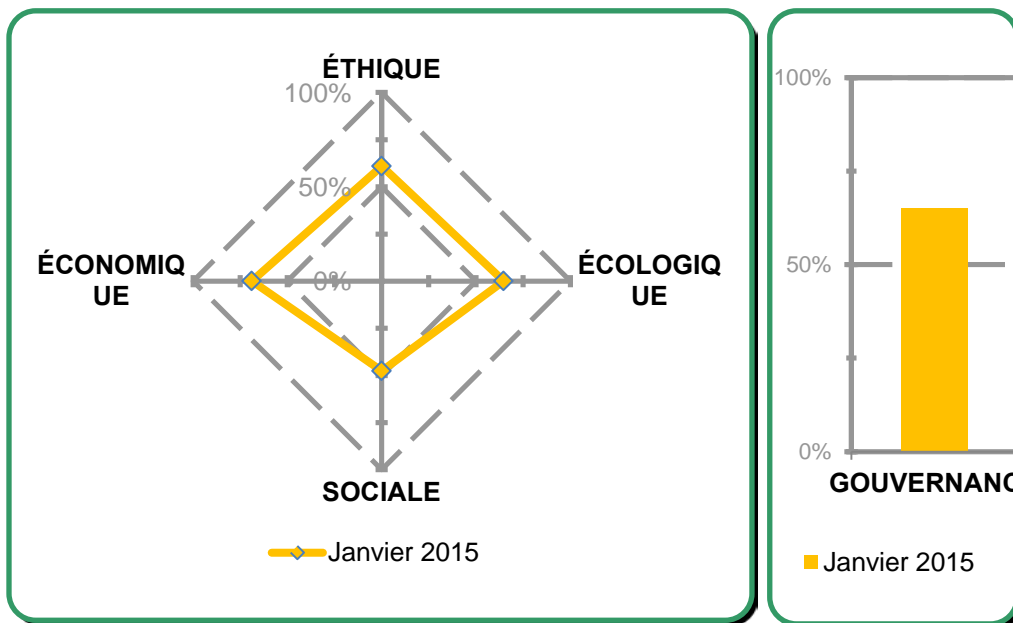 ÉTHIQUE
100%
50%
0%
ÉCONOMIQ
UE
ÉCOLOGIQ
UE
SOCIALE
Janvier 2015
100%
50%
0%
GOUVERNANC
Janvier 2015